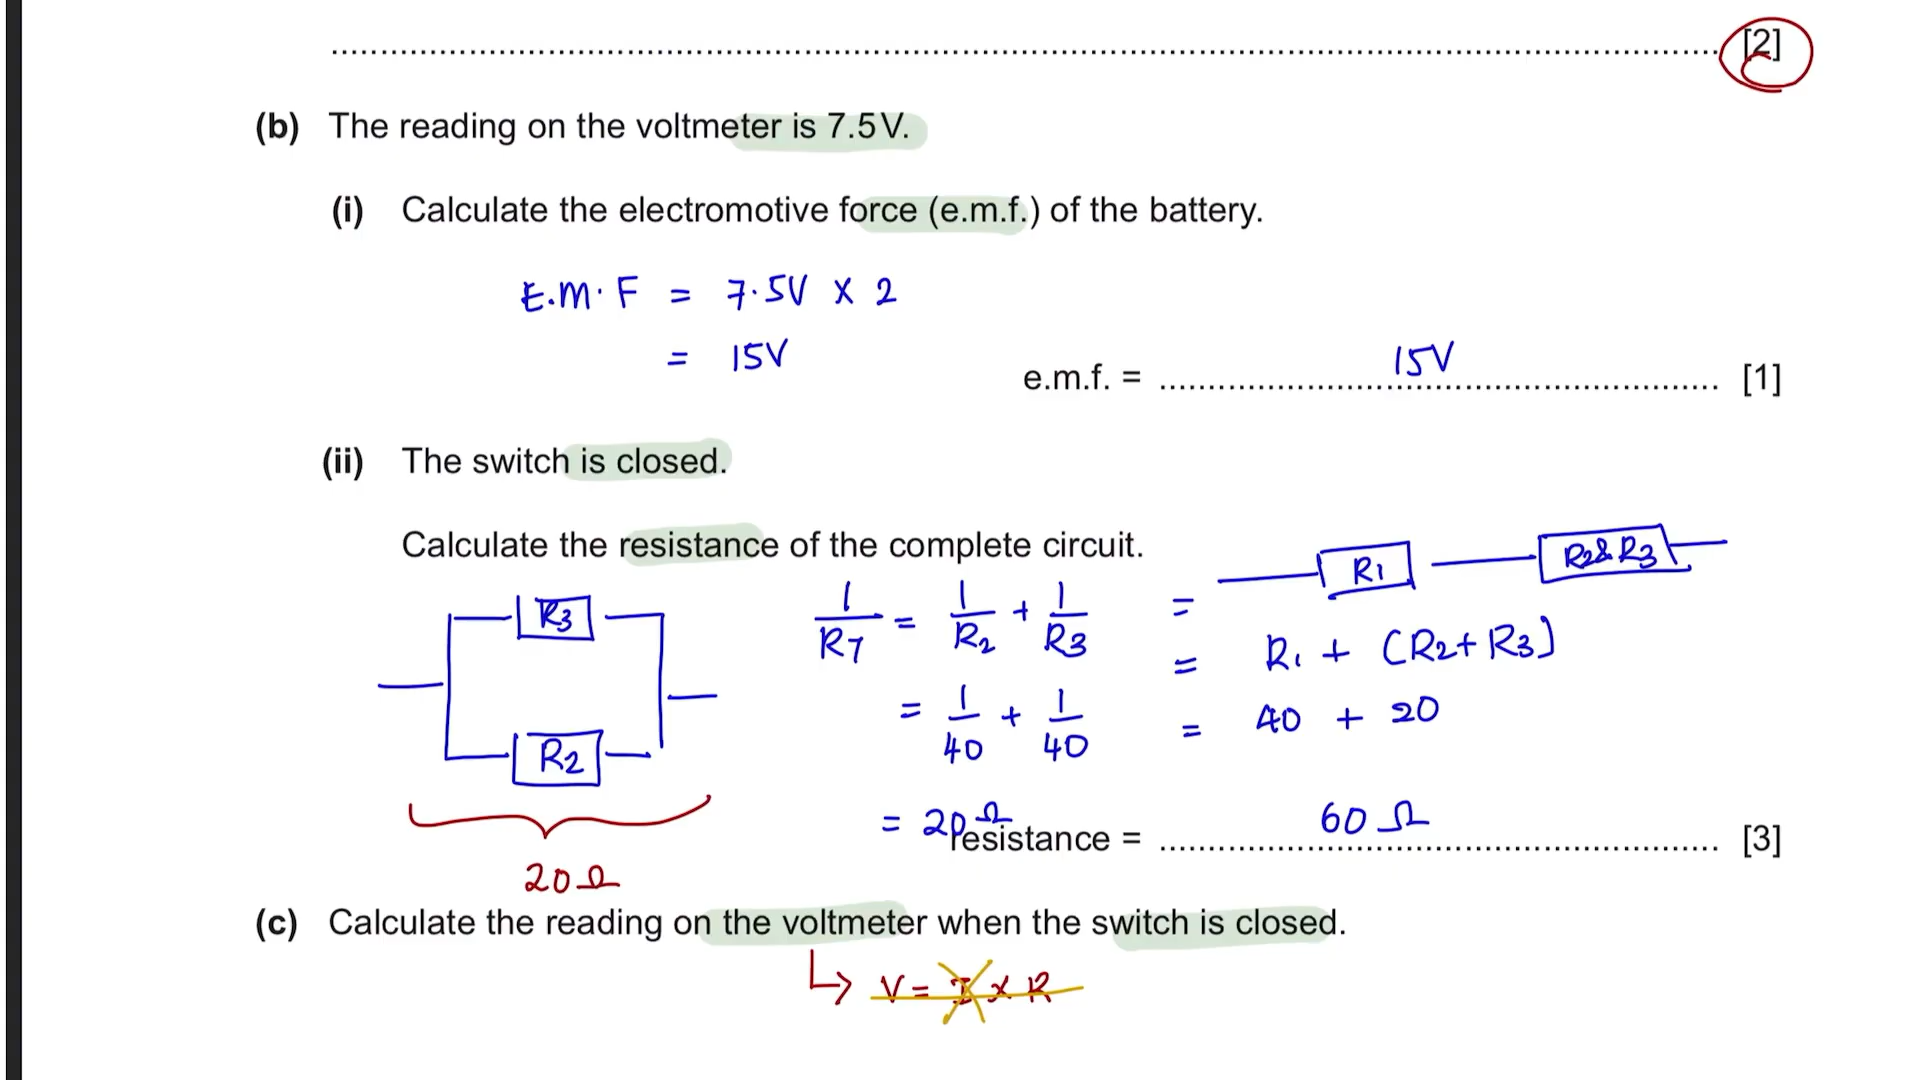 [2]
(b) The reading on the voltmeter is 7.5V.
(i) Calculate the electromotive force (e.m.f.) of the battery.
E.M.F = 7.5V x 2
= 15V
e.m.f. = 15V [1]
(ii) The switch is closed.
Calculate the resistance of the complete circuit.
R1 R2&R3
R3
R2
20Ω
1/RT = 1/R2 + 1/R3
= 1/40 + 1/40
= 20Ω
=
= R1 + (R2+R3)
= 40 + 20
resistance = 60Ω [3]
(c) Calculate the reading on the voltmeter when the switch is closed.
↳ V = I x R